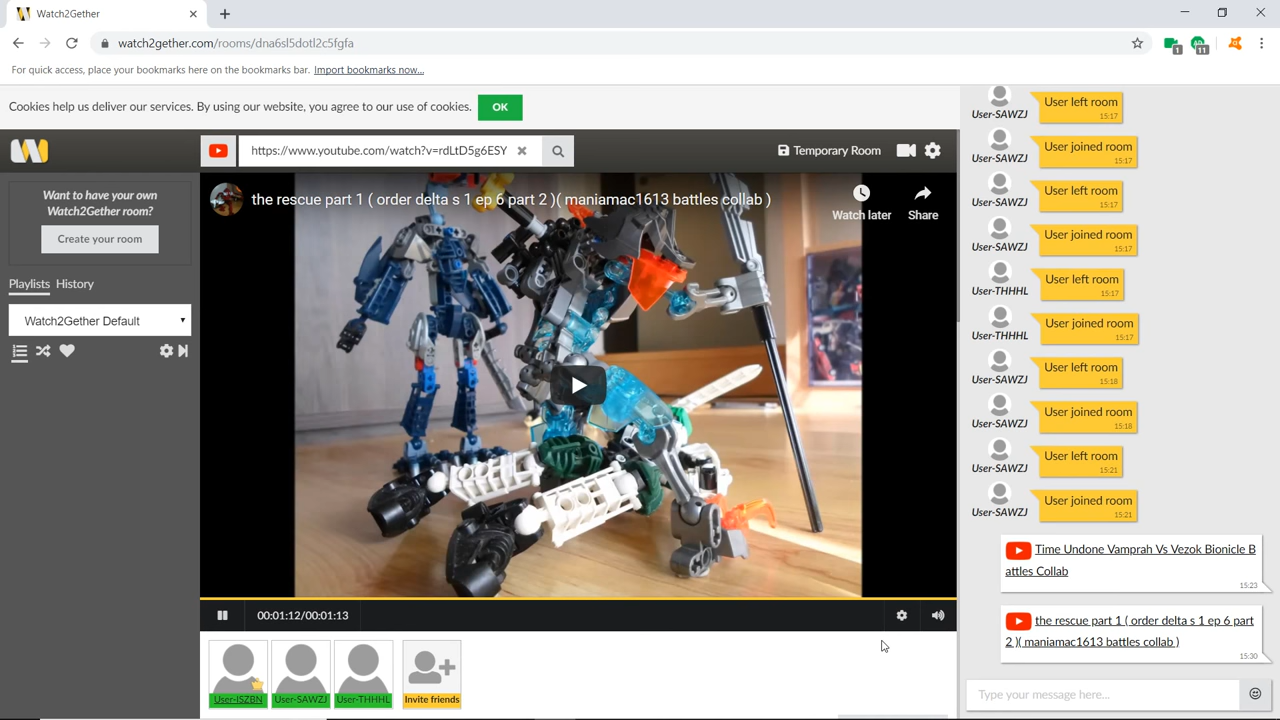 Watch2Gether
watch2gether.com/rooms/dna6sl5dotl2c5fgfa
1
11
For quick access, place your bookmarks here on the bookmarks bar. Import bookmarks now...
Cookies help us deliver our services. By using our website, you agree to our use of cookies.
OK
https://www.youtube.com/watch?v=rdLtD5g6ESY
Temporary Room
Want to have your own
Watch2Gether room?
Create your room
Playlists History
Watch2Gether Default
the rescue part 1 ( order delta s 1 ep 6 part 2 )( maniamac1613 battles collab )
Watch later
Share
00:01:12/00:01:13
User-ISZBN
User-SAWZJ
User-THHHL
Invite friends
User left room
15:17
User-SAWZJ
User joined room
15:17
User-SAWZJ
User left room
15:17
User-SAWZJ
User joined room
15:17
User-SAWZJ
User left room
15:17
User-THHHL
User joined room
15:17
User-THHHL
User left room
15:18
User-SAWZJ
User joined room
15:18
User-SAWZJ
User left room
15:21
User-SAWZJ
User joined room
15:21
User-SAWZJ
Time Undone Vamprah Vs Vezok Bionicle B
attles Collab
15:23
the rescue part 1 ( order delta s 1 ep 6 part
2 )( maniamac1613 battles collab )
15:30
Type your message here...